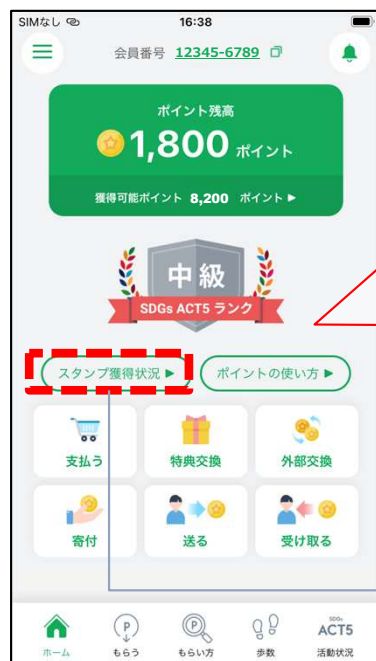 SIMなし 16:38
会員番号 12345-6789
ポイント残高
1,800 ポイント
獲得可能ポイント 8,200 ポイント ▶
中級
SDGs ACT5 ランク
スタンプ獲得状況 ▶ ポイントの使い方 ▶
支払う 特典交換 外部交換
寄付 送る 受け取る
P P SDGs ACT5
ホーム もらう もらい方 歩数 活動状況